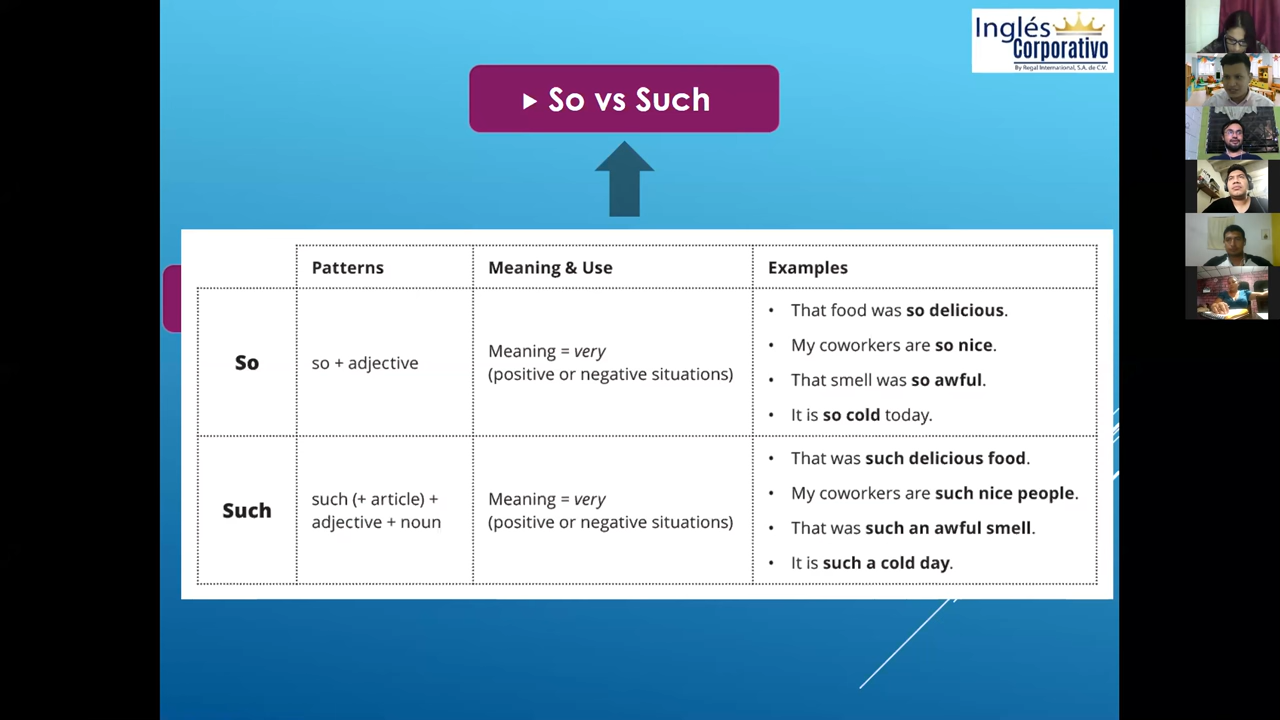 Inglés
Corporativo
By Regal International, S.A. de C.V.
So vs Such
Patterns
Meaning & Use
Examples
So
so + adjective
Meaning = very
(positive or negative situations)
• That food was so delicious.
• My coworkers are so nice.
• That smell was so awful.
• It is so cold today.
Such
such (+ article) +
adjective + noun
Meaning = very
(positive or negative situations)
• That was such delicious food.
• My coworkers are such nice people.
• That was such an awful smell.
• It is such a cold day.